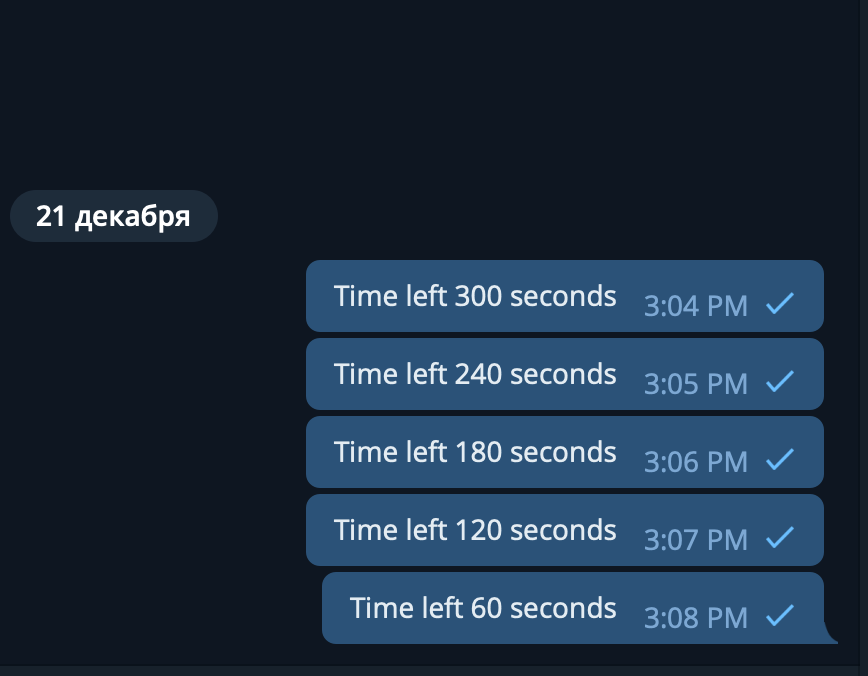 21 декабря
Time left 300 seconds 3:04 PM
Time left 240 seconds 3:05 PM
Time left 180 seconds 3:06 PM
Time left 120 seconds 3:07 PM
Time left 60 seconds 3:08 PM